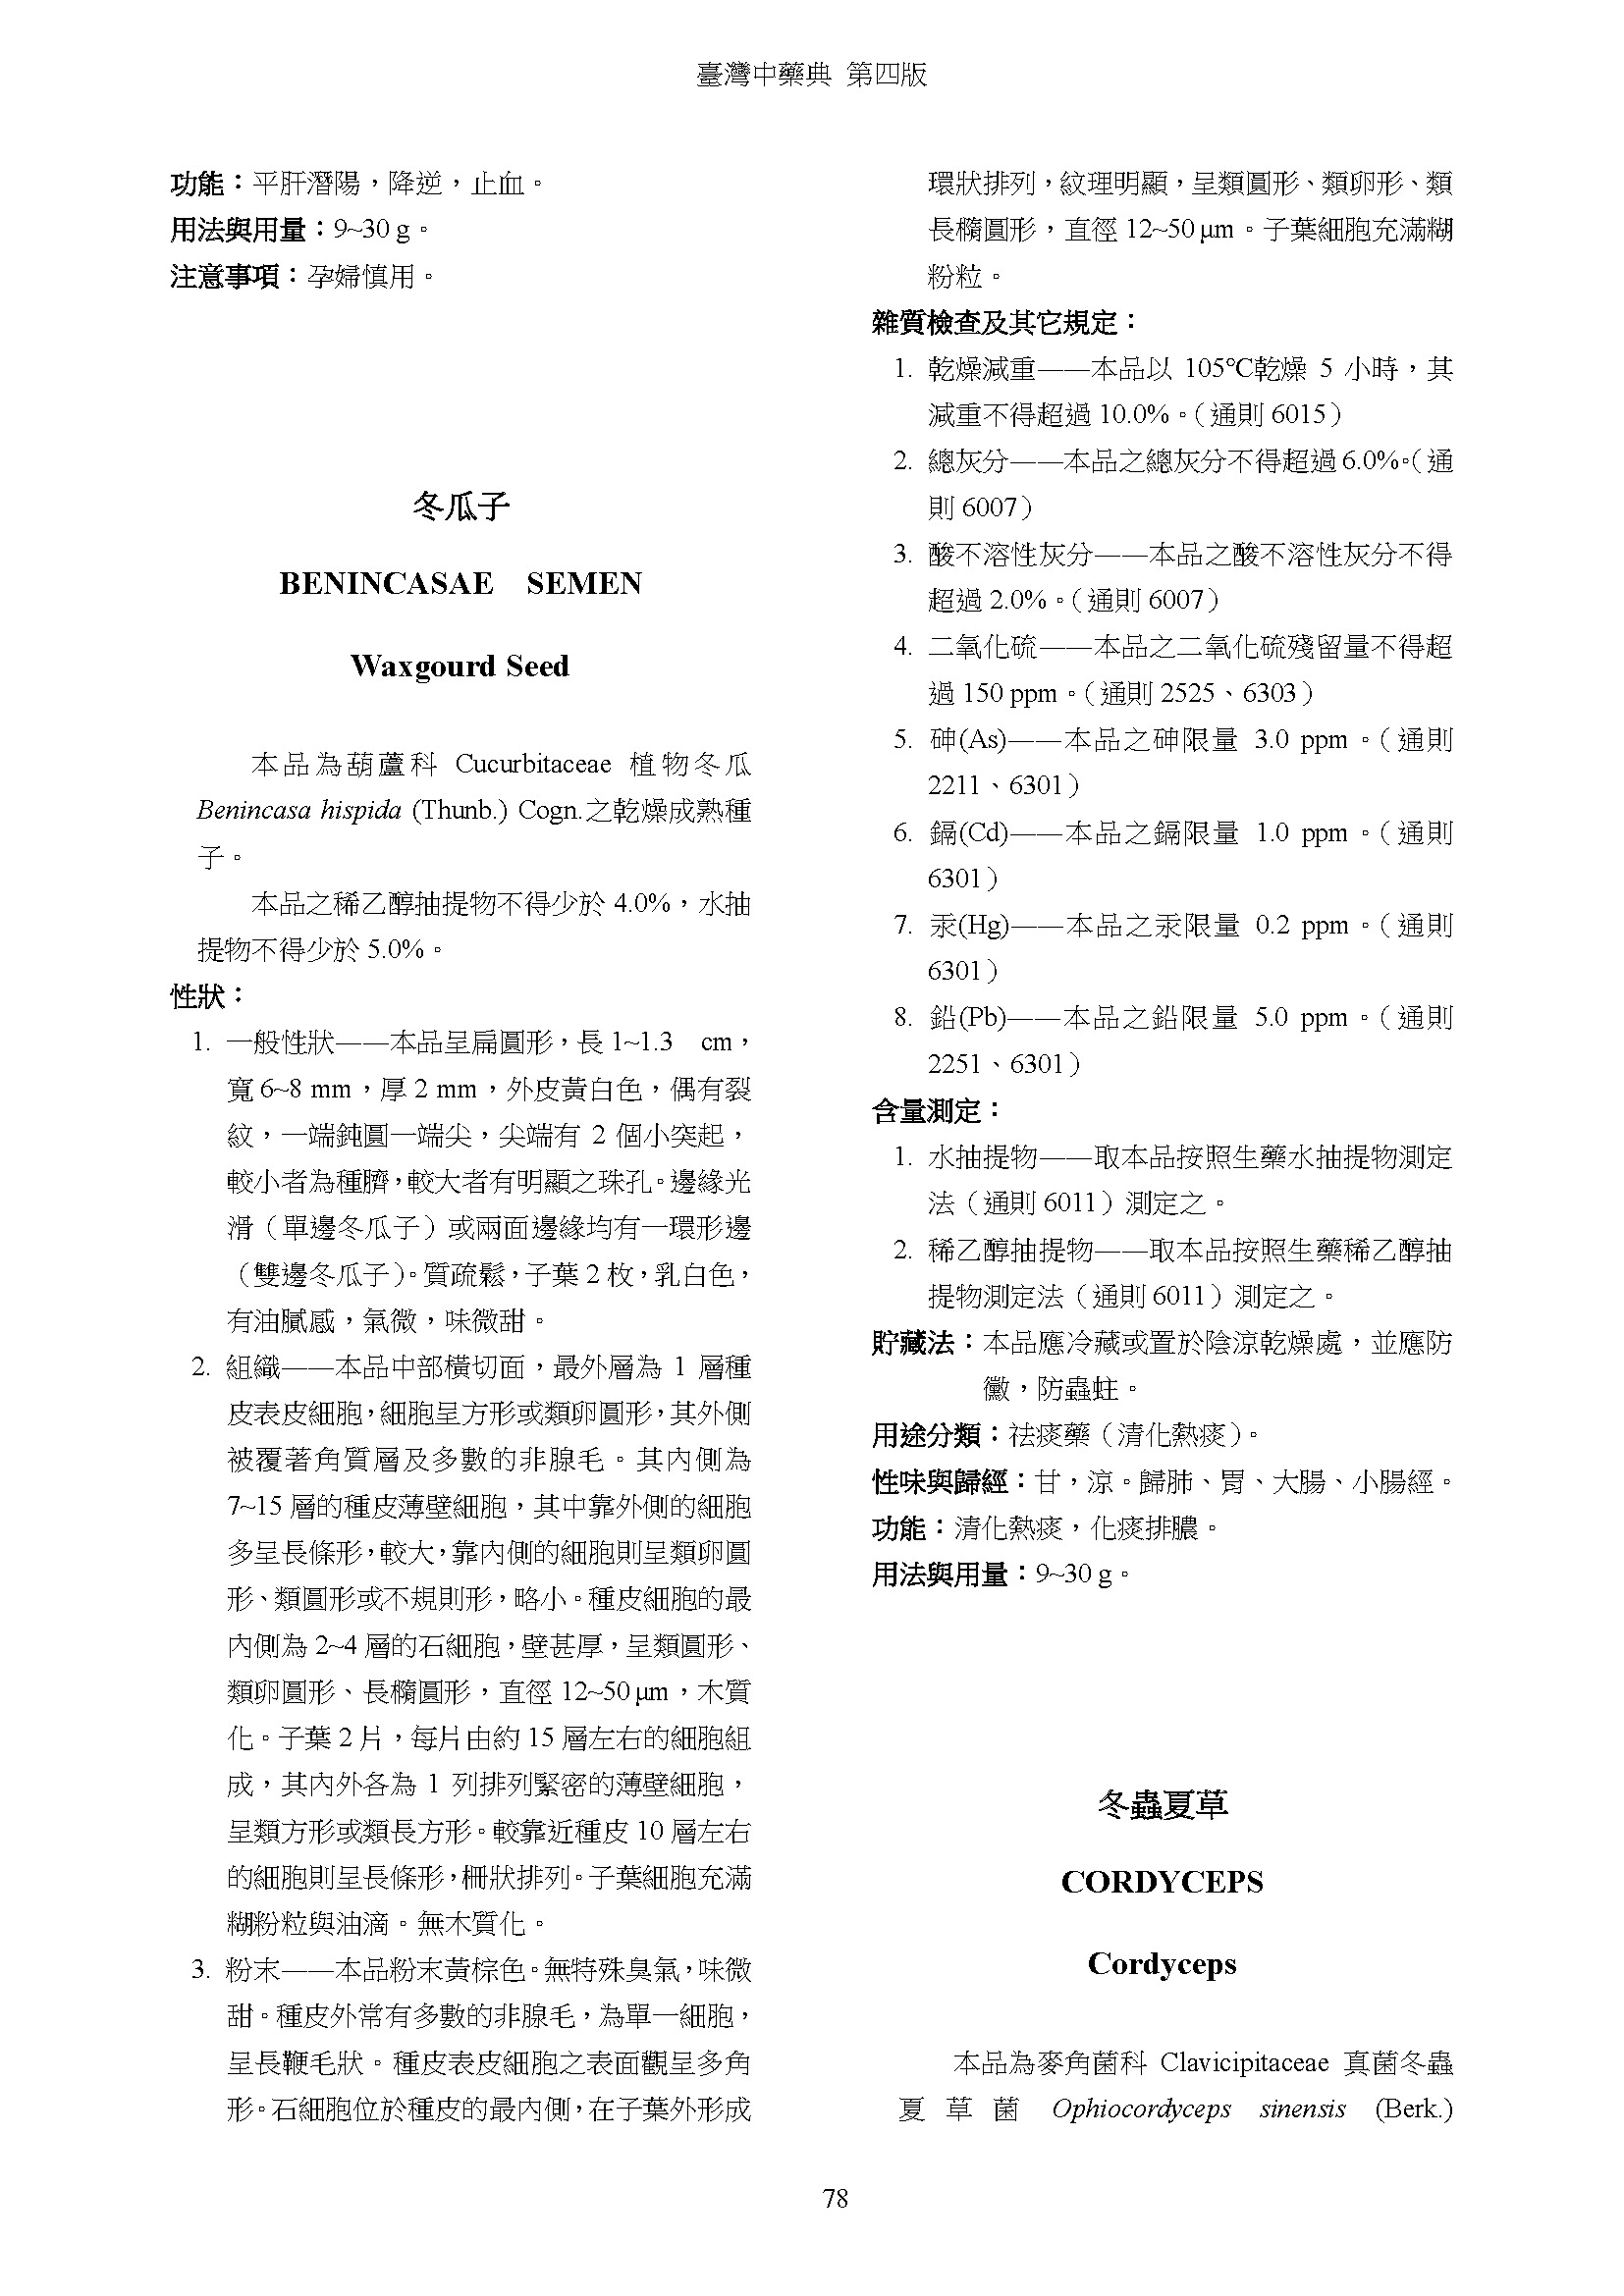 臺灣中藥典 第四版
功能：平肝潛陽，降逆，止血。
用法與用量：9~30 g。
注意事項：孕婦慎用。
冬瓜子
BENINCASAE SEMEN
Waxgourd Seed
本品為葫蘆科 Cucurbitaceae 植物冬瓜
Benincasa hispida (Thunb.) Cogn.之乾燥成熟種
子。
本品之稀乙醇抽提物不得少於 4.0%，水抽
提物不得少於 5.0%。
性狀：
1. 一般性狀——本品呈扁圓形，長 1~1.3 cm，
寬 6~8 mm，厚 2 mm，外皮黃白色，偶有裂
紋，一端鈍圓一端尖，尖端有 2 個小突起，
較小者為種臍，較大者有明顯之珠孔。邊緣光
滑（單邊冬瓜子）或兩面邊緣均有一環形邊
（雙邊冬瓜子）。質疏鬆，子葉 2 枚，乳白色，
有油膩感，氣微，味微甜。
2. 組織——本品中部橫切面，最外層為 1 層種
皮表皮細胞，細胞呈方形或類卵圓形，其外側
被覆著角質層及多數的非腺毛。其內側為
7~15 層的種皮薄壁細胞，其中靠外側的細胞
多呈長條形，較大，靠內側的細胞則呈類卵圓
形、類圓形或不規則形，略小。種皮細胞的最
內側為 2~4 層的石細胞，壁甚厚，呈類圓形、
類卵圓形、長橢圓形，直徑 12~50 μm，木質
化。子葉 2 片，每片由約 15 層左右的細胞組
成，其內外各為 1 列排列緊密的薄壁細胞，
呈類方形或類長方形。較靠近種皮 10 層左右
的細胞則呈長條形，柵狀排列。子葉細胞充滿
糊粉粒與油滴。無木質化。
3. 粉末——本品粉末黃棕色。無特殊臭氣，味微
甜。種皮外常有多數的非腺毛，為單一細胞，
呈長鞭毛狀。種皮表皮細胞之表面觀呈多角
形。石細胞位於種皮的最內側，在子葉外形成
環狀排列，紋理明顯，呈類圓形、類卵形、類
長橢圓形，直徑 12~50 μm。子葉細胞充滿糊
粉粒。
雜質檢查及其它規定：
1. 乾燥減重——本品以 105℃乾燥 5 小時，其
減重不得超過 10.0%。（通則 6015）
2. 總灰分——本品之總灰分不得超過 6.0%。（通
則 6007）
3. 酸不溶性灰分——本品之酸不溶性灰分不得
超過 2.0%。（通則 6007）
4. 二氧化硫——本品之二氧化硫殘留量不得超
過 150 ppm。（通則 2525、6303）
5. 砷(As)——本品之砷限量 3.0 ppm。（通則
2211、6301）
6. 鎘(Cd)——本品之鎘限量 1.0 ppm。（通則
6301）
7. 汞(Hg)——本品之汞限量 0.2 ppm。（通則
6301）
8. 鉛(Pb)——本品之鉛限量 5.0 ppm。（通則
2251、6301）
含量測定：
1. 水抽提物——取本品按照生藥水抽提物測定
法（通則 6011）測定之。
2. 稀乙醇抽提物——取本品按照生藥稀乙醇抽
提物測定法（通則 6011）測定之。
貯藏法：本品應冷藏或置於陰涼乾燥處，並應防
黴，防蟲蛀。
用途分類：祛痰藥（清化熱痰）。
性味與歸經：甘，涼。歸肺、胃、大腸、小腸經。
功能：清化熱痰，化痰排膿。
用法與用量：9~30 g。
冬蟲夏草
CORDYCEPS
Cordyceps
本品為麥角菌科 Clavicipitaceae 真菌冬蟲
夏草菌 Ophiocordyceps sinensis (Berk.)
78